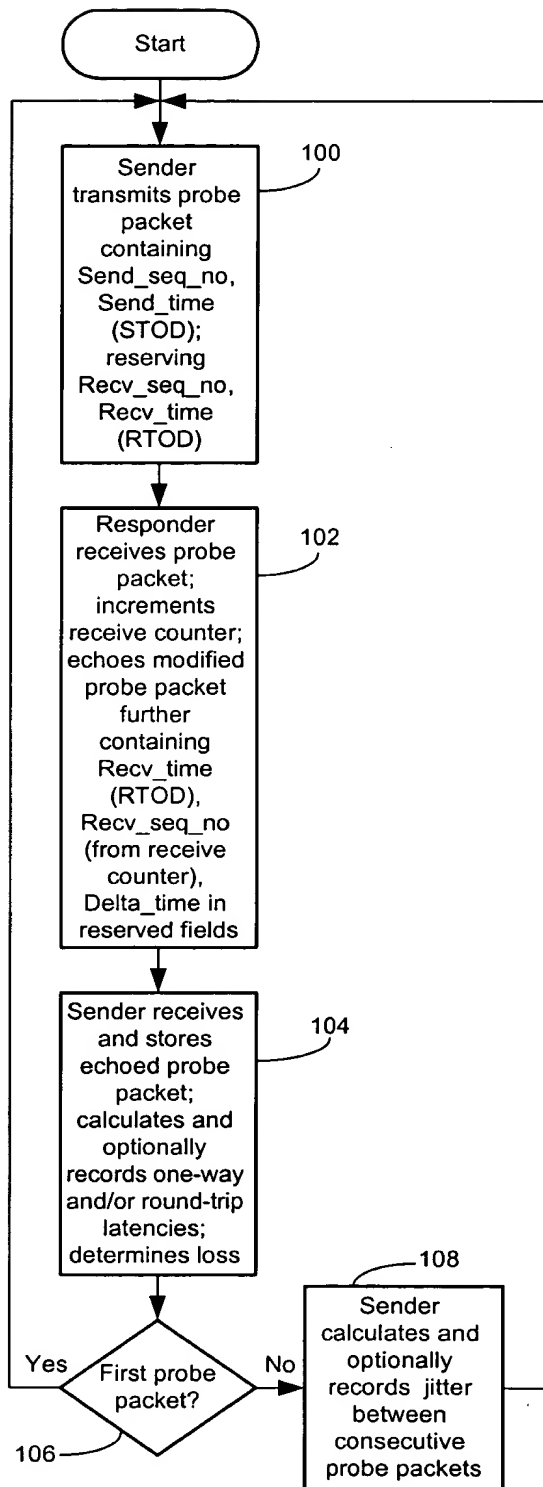 Start
100
Sender
transmits probe
packet
containing
Send_seq_no,
Send_time
(STOD);
reserving
Recv_seq_no,
Recv_time
(RTOD)
102
Responder
receives probe
packet;
increments
receive counter;
echoes modified
probe packet
further
containing
Recv_time
(RTOD),
Recv_seq_no
(from receive
counter),
Delta_time in
reserved fields
104
Sender receives
and stores
echoed probe
packet;
calculates and
optionally
records one-way
and/or round-trip
latencies;
determines loss
Yes
First probe
packet?
No
106
108
Sender
calculates and
optionally
records jitter
between
consecutive
probe packets